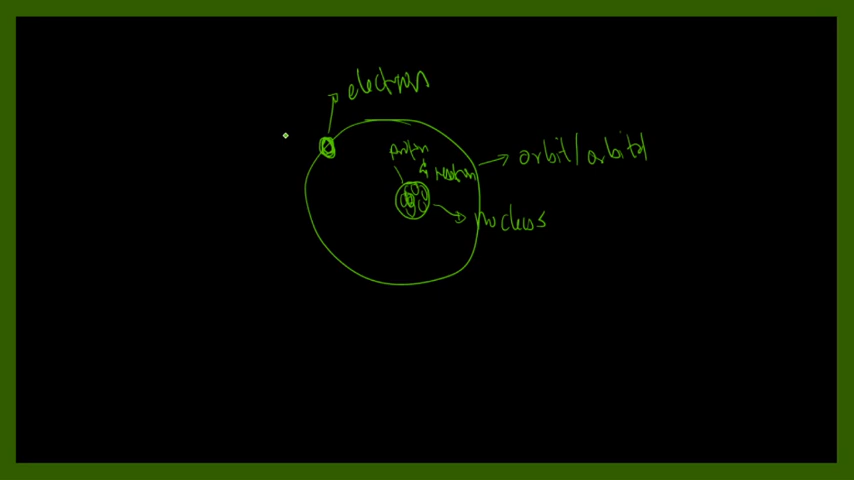 electron
proton
& neutron
orbit/orbital
nucleus